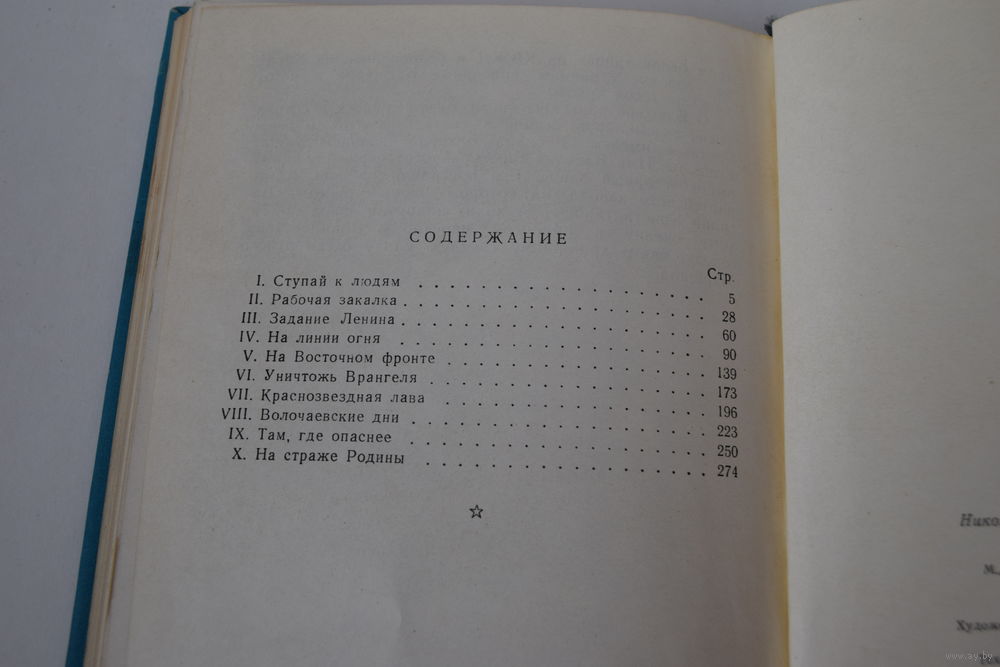 СОДЕРЖАНИЕ
Стр.
I. Ступай к людям . . . . . . . . . . . . . . . . . 5
II. Рабочая закалка . . . . . . . . . . . . . . . . . 28
III. Задание Ленина . . . . . . . . . . . . . . . . . 60
IV. На линии огня . . . . . . . . . . . . . . . . . 90
V. На Восточном фронте . . . . . . . . . . . . . . . 139
VI. Уничтожь Врангеля . . . . . . . . . . . . . . . . 173
VII. Краснозвездная лава . . . . . . . . . . . . . . . 196
VIII. Волочаевские дни . . . . . . . . . . . . . . . . . 223
IX. Там, где опаснее . . . . . . . . . . . . . . . . . 250
X. На страже Родины . . . . . . . . . . . . . . . . 274
Нико
М.
Худож
www.ay.by